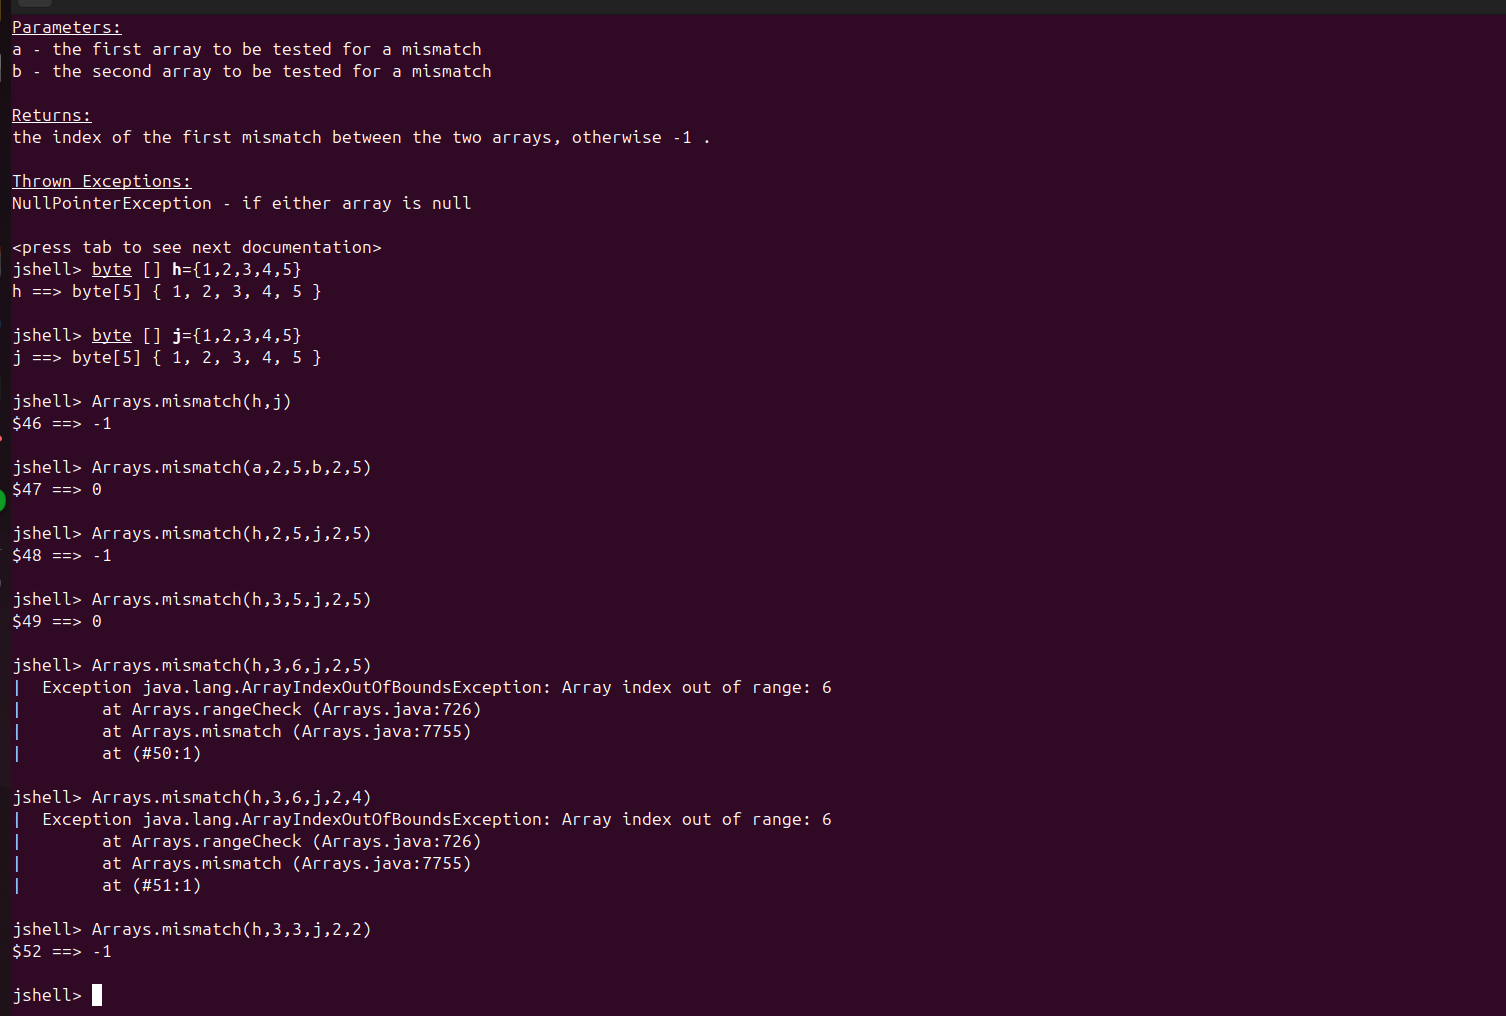 Parameters:
a - the first array to be tested for a mismatch
b - the second array to be tested for a mismatch
Returns:
the index of the first mismatch between the two arrays, otherwise -1 .
Thrown Exceptions:
NullPointerException - if either array is null
<press tab to see next documentation>
jshell> byte [] h={1,2,3,4,5}
h ==> byte[5] { 1, 2, 3, 4, 5 }
jshell> byte [] j={1,2,3,4,5}
j ==> byte[5] { 1, 2, 3, 4, 5 }
jshell> Arrays.mismatch(h,j)
$46 ==> -1
jshell> Arrays.mismatch(a,2,5,b,2,5)
$47 ==> 0
jshell> Arrays.mismatch(h,2,5,j,2,5)
$48 ==> -1
jshell> Arrays.mismatch(h,3,5,j,2,5)
$49 ==> 0
jshell> Arrays.mismatch(h,3,6,j,2,5)
|  Exception java.lang.ArrayIndexOutOfBoundsException: Array index out of range: 6
|        at Arrays.rangeCheck (Arrays.java:726)
|        at Arrays.mismatch (Arrays.java:7755)
|        at (#50:1)
jshell> Arrays.mismatch(h,3,6,j,2,4)
|  Exception java.lang.ArrayIndexOutOfBoundsException: Array index out of range: 6
|        at Arrays.rangeCheck (Arrays.java:726)
|        at Arrays.mismatch (Arrays.java:7755)
|        at (#51:1)
jshell> Arrays.mismatch(h,3,3,j,2,2)
$52 ==> -1
jshell>